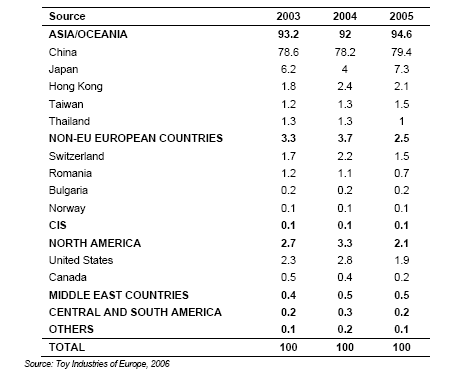 Source 2003 2004 2005
ASIA/OCEANIA 93.2 92 94.6
China 78.6 78.2 79.4
Japan 6.2 4 7.3
Hong Kong 1.8 2.4 2.1
Taiwan 1.2 1.3 1.5
Thailand 1.3 1.3 1
NON-EU EUROPEAN COUNTRIES 3.3 3.7 2.5
Switzerland 1.7 2.2 1.5
Romania 1.2 1.1 0.7
Bulgaria 0.2 0.2 0.2
Norway 0.1 0.1 0.1
CIS 0.1 0.1 0.1
NORTH AMERICA 2.7 3.3 2.1
United States 2.3 2.8 1.9
Canada 0.5 0.4 0.2
MIDDLE EAST COUNTRIES 0.4 0.5 0.5
CENTRAL AND SOUTH AMERICA 0.2 0.3 0.2
OTHERS 0.1 0.2 0.1
TOTAL 100 100 100
Source: Toy Industries of Europe, 2006